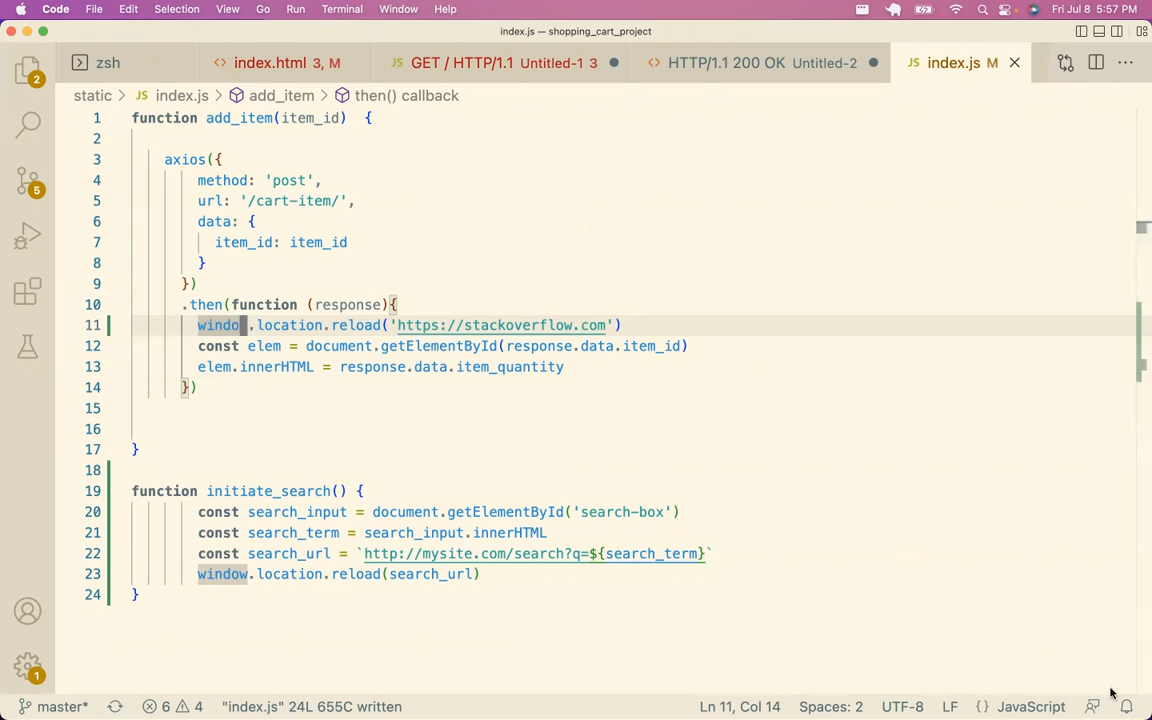 Code File Edit Selection View Go Run Terminal Window Help Fri Jul 8 5:57 PM
index.js — shopping_cart_project
zsh index.html 3, M JS GET / HTTP/1.1 Untitled-1 3 HTTP/1.1 200 OK Untitled-2 JS index.js M
static > JS index.js > add_item > then() callback
1 function add_item(item_id) {
2
3 axios({
4 method: 'post',
5 url: '/cart-item/',
6 data: {
7 item_id: item_id
8 }
9 })
10 .then(function (response){
11 window.location.reload('https://stackoverflow.com')
12 const elem = document.getElementById(response.data.item_id)
13 elem.innerHTML = response.data.item_quantity
14 })
15
16
17 }
18
19 function initiate_search() {
20 const search_input = document.getElementById('search-box')
21 const search_term = search_input.innerHTML
22 const search_url = `http://mysite.com/search?q=${search_term}`
23 window.location.reload(search_url)
24 }
2
5
1
master* 6 4 "index.js" 24L 655C written Ln 11, Col 14 Spaces: 2 UTF-8 LF {} JavaScript